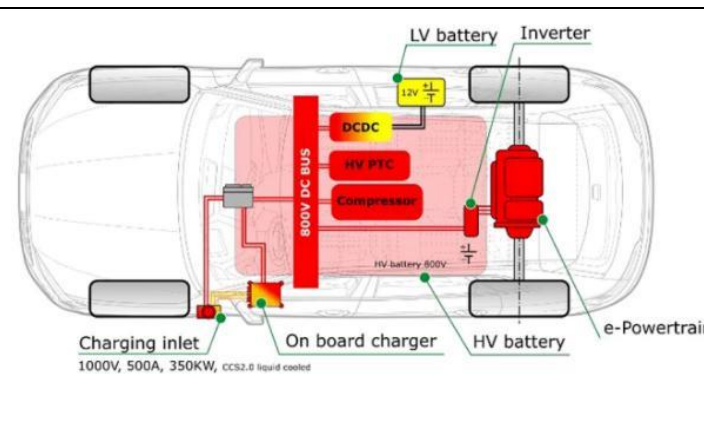 LV battery
Inverter
12V
DCDC
HV PTC
Compressor
800V DC BUS
HV battery 800V
Charging inlet
On board charger
HV battery
e-Powertrai
1000V, 500A, 350KW, CCS2.0 liquid cooled